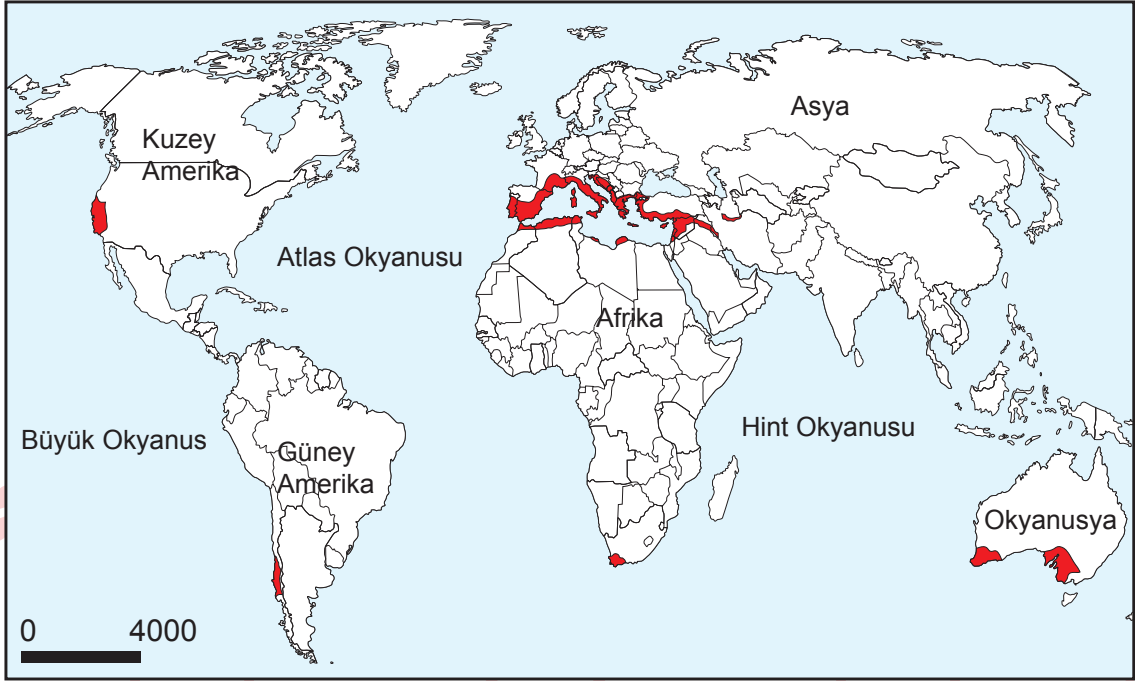 Asya
Kuzey
Amerika
Atlas Okyanusu
Afrika
Büyük Okyanus
Güney
Amerika
Hint Okyanusu
Okyanusya
0 4000